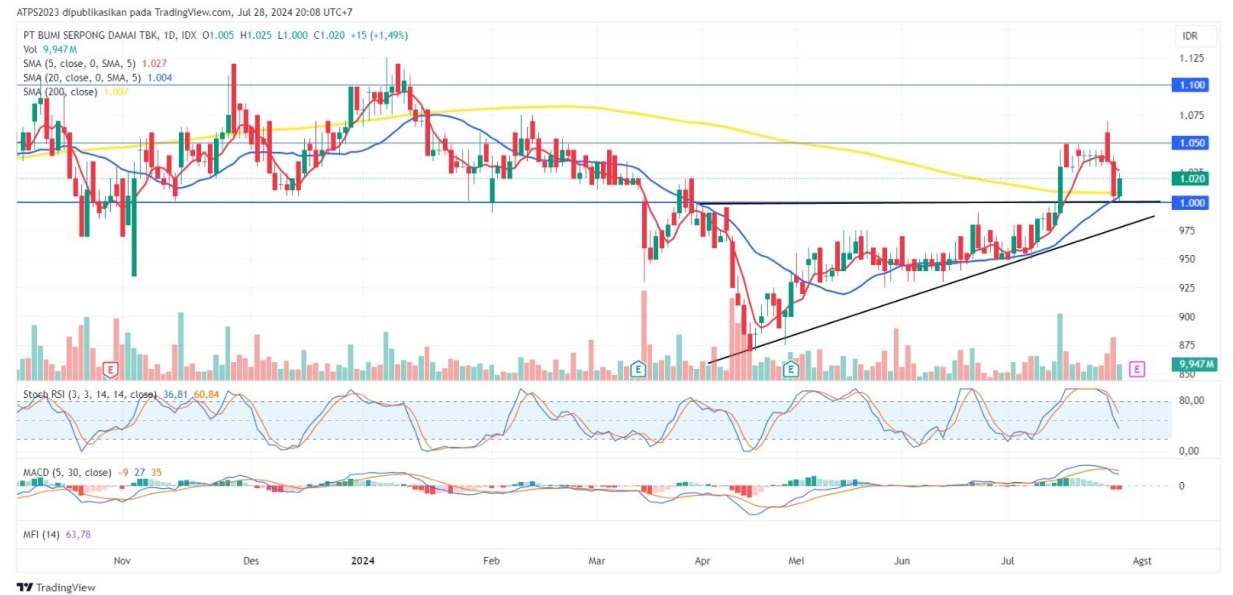 ATPS2023 dipublikasikan pada TradingView.com, Jul 28, 2024 20:08 UTC+7
PT BUMI SERPONG DAMAI TBK, 1D, IDX O1.005 H1.025 L1.000 C1.020 +15 (+1,49%)
IDR
Vol 9,947M
1.125
SMA (5, close, 0, SMA, 5) 1.027
SMA (20, close, 0, SMA, 5) 1.004
1.100
SMA (200, close) 1.007
1.075
1.050
1.020
1.000
975
950
925
900
9,947M
850
E
E
E
E
Stoch RSI (3, 3, 14, 14, close) 36,81 60,84
80,00
0,00
MACD (5, 30, close) −9 27 35
0
MFI (14) 63,78
Nov Des 2024 Feb Mar Apr Mei Jun Jul Agst
TradingView